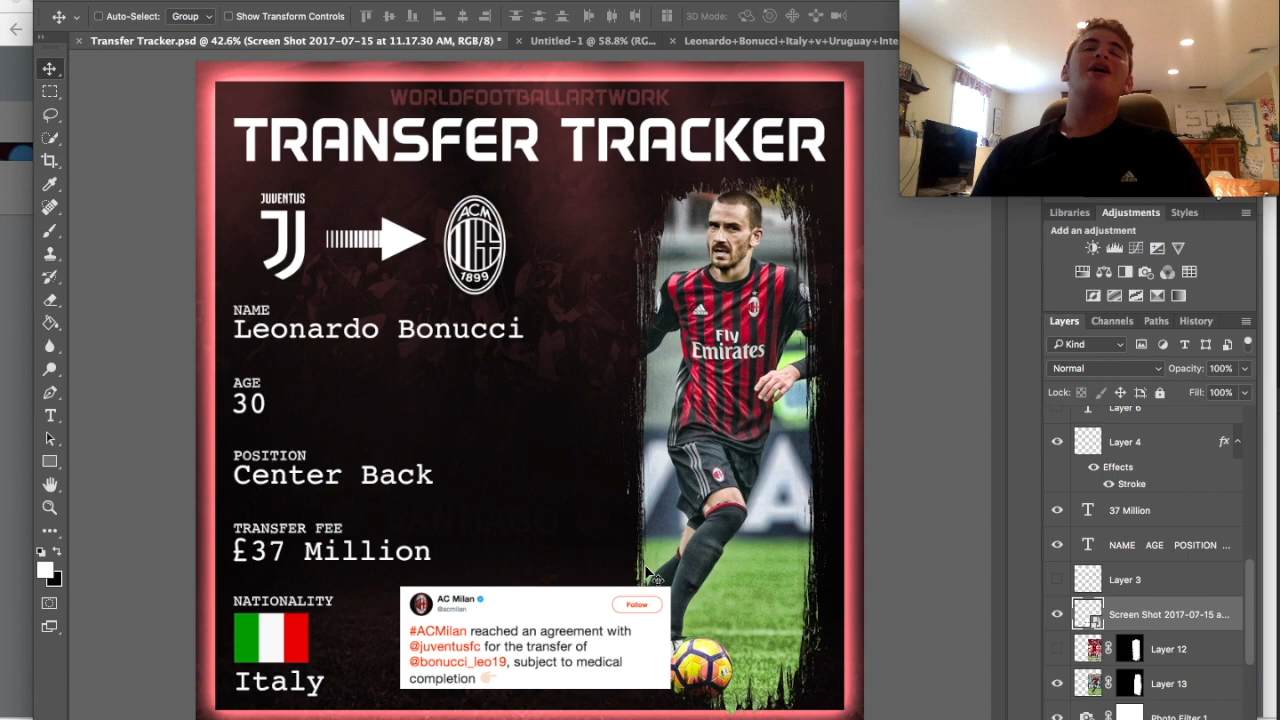 Auto-Select:
Group
Show Transform Controls
3D Mode:
Transfer Tracker.psd @ 42.6% (Screen Shot 2017-07-15 at 11.17.30 AM, RGB/8) *
Untitled-1 @ 58.8% (RG...
Leonardo+Bonucci+Italy+v+Uruguay+Inte
WORLDFOOTBALLARTWORK
TRANSFER TRACKER
JUVENTUS
ACM
1899
NAME
Leonardo Bonucci
AGE
30
POSITION
Center Back
TRANSFER FEE
£37 Million
NATIONALITY
Italy
Fly
Emirates
AC Milan
@acmilan
Follow
#ACMilan reached an agreement with
@juventusfc for the transfer of
@bonucci_leo19, subject to medical
completion 👉🏻
Libraries
Adjustments
Styles
Add an adjustment
Layers
Channels
Paths
History
Kind
Normal
Opacity: 100%
Lock:
Fill: 100%
Layer 6
Layer 4
fx
Effects
Stroke
37 Million
NAME AGE POSITION ...
Layer 3
Screen Shot 2017-07-15 a...
Layer 12
Layer 13
Photo Filter 1